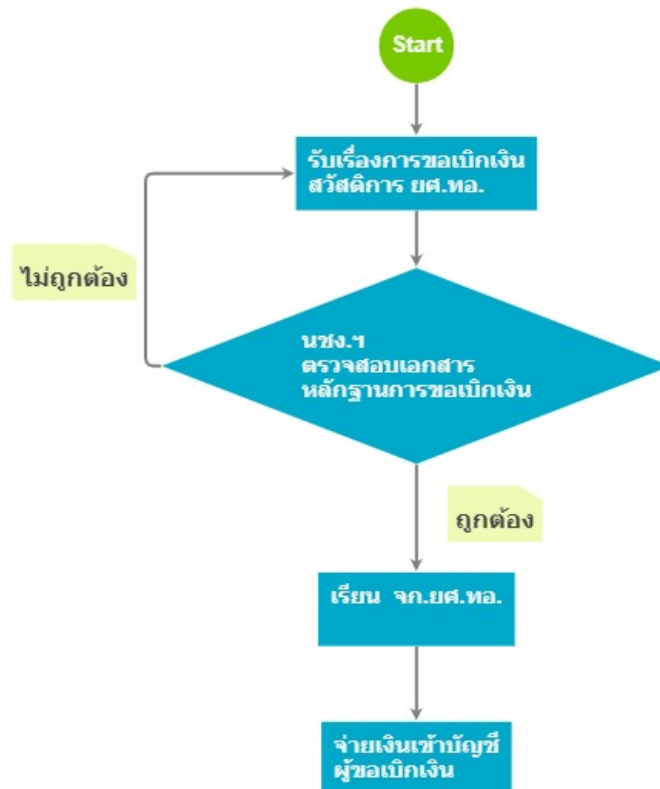 Start
รับเรื่องการขอเบิกเงิน
สวัสดิการ ยศ.ทอ.
ไม่ถูกต้อง
นชง.ฯ
ตรวจสอบเอกสาร
หลักฐานการขอเบิกเงิน
ถูกต้อง
เรียน จก.ยศ.ทอ.
จ่ายเงินเข้าบัญชี
ผู้ขอเบิกเงิน